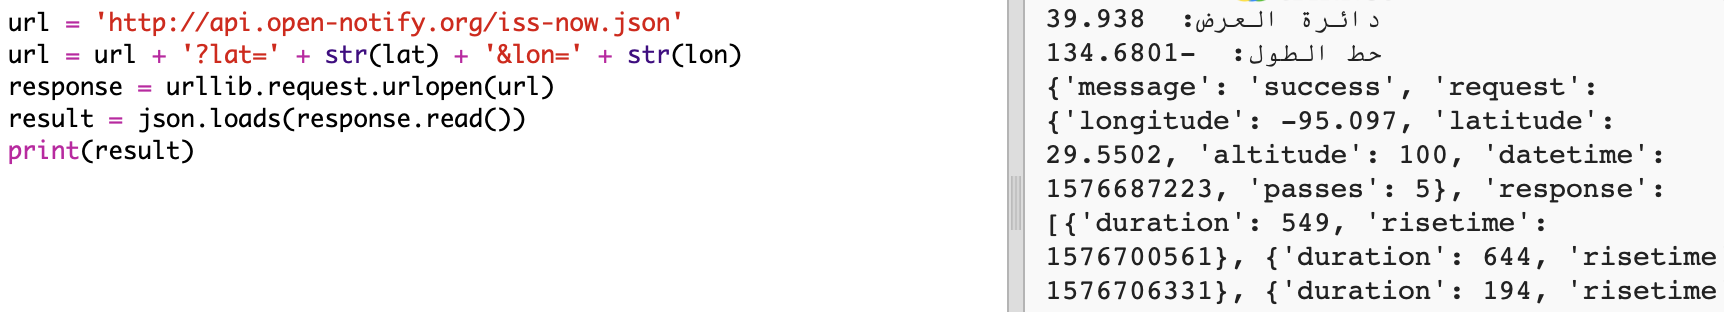 url = 'http://api.open-notify.org/iss-now.json'
url = url + '?lat=' + str(lat) + '&lon=' + str(lon)
response = urllib.request.urlopen(url)
result = json.loads(response.read())
print(result)
دائرة العرض: 39.938
حط الطول: -134.6801
{'message': 'success', 'request':
{'longitude': -95.097, 'latitude':
29.5502, 'altitude': 100, 'datetime':
1576687223, 'passes': 5}, 'response':
[{'duration': 549, 'risetime':
1576700561}, {'duration': 644, 'risetime
1576706331}, {'duration': 194, 'risetime